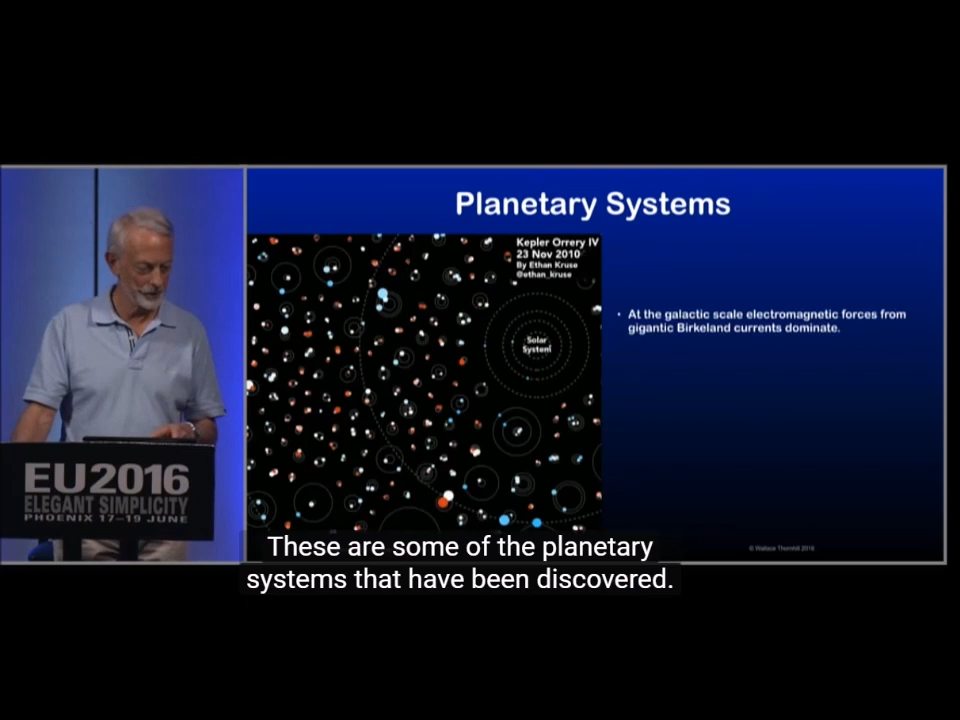 Planetary Systems
Kepler Orrery IV
23 Nov 2010
By Ethan Kruse
@ethan_kruse
Solar
System
• At the galactic scale electromagnetic forces from
gigantic Birkeland currents dominate.
EU2016
ELEGANT SIMPLICITY
PHOENIX 17–19 JUNE
© Wallace Thornhill 2016
These are some of the planetary
systems that have been discovered.